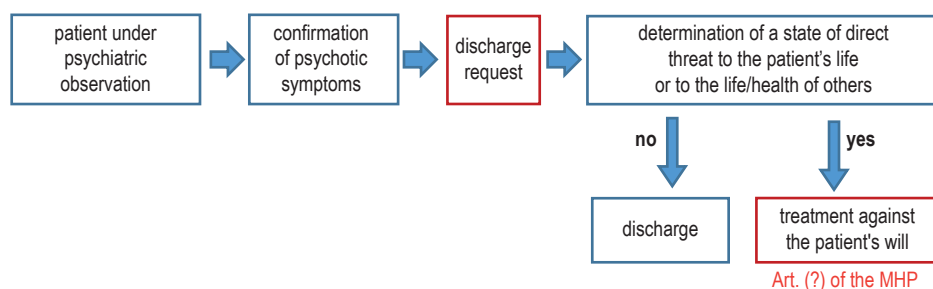 patient under
psychiatric
observation
confirmation
of psychotic
symptoms
discharge
request
determination of a state of direct
threat to the patient’s life
or to the life/health of others
no
yes
discharge
treatment against
the patient's will
Art. (?) of the MHP